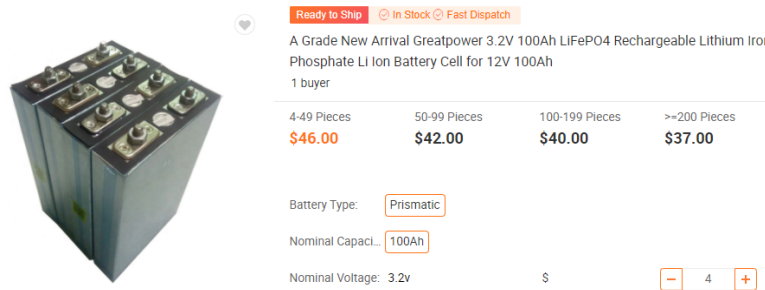 Ready to Ship In Stock Fast Dispatch
A Grade New Arrival Greatpower 3.2V 100Ah LiFePO4 Rechargeable Lithium
Phosphate Li Ion Battery Cell for 12V 100Ah
1 buyer
4-49 Pieces 50-99 Pieces 100-199 Pieces >=200 Pieces
$46.00 $42.00 $40.00 $37.00
Battery Type: Prismatic
Nominal Capaci... 100Ah
Nominal Voltage: 3.2v $ − 4 +